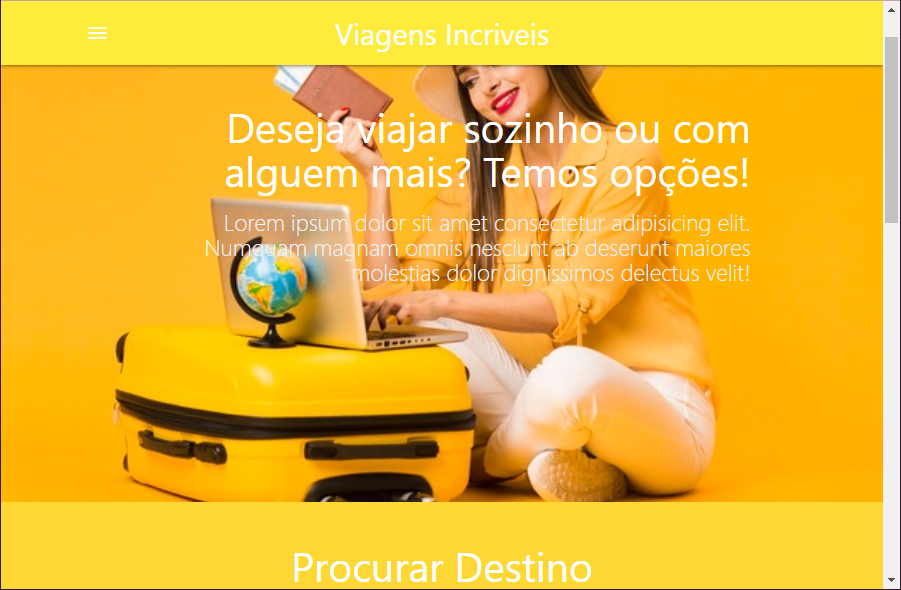 Viagens Incriveis
Deseja viajar sozinho ou com
alguem mais? Temos opções!
Lorem ipsum dolor sit amet consectetur adipisicing elit.
Numquam magnam omnis nesciunt ab deserunt maiores
molestias dolor dignissimos delectus velit!
Procurar Destino